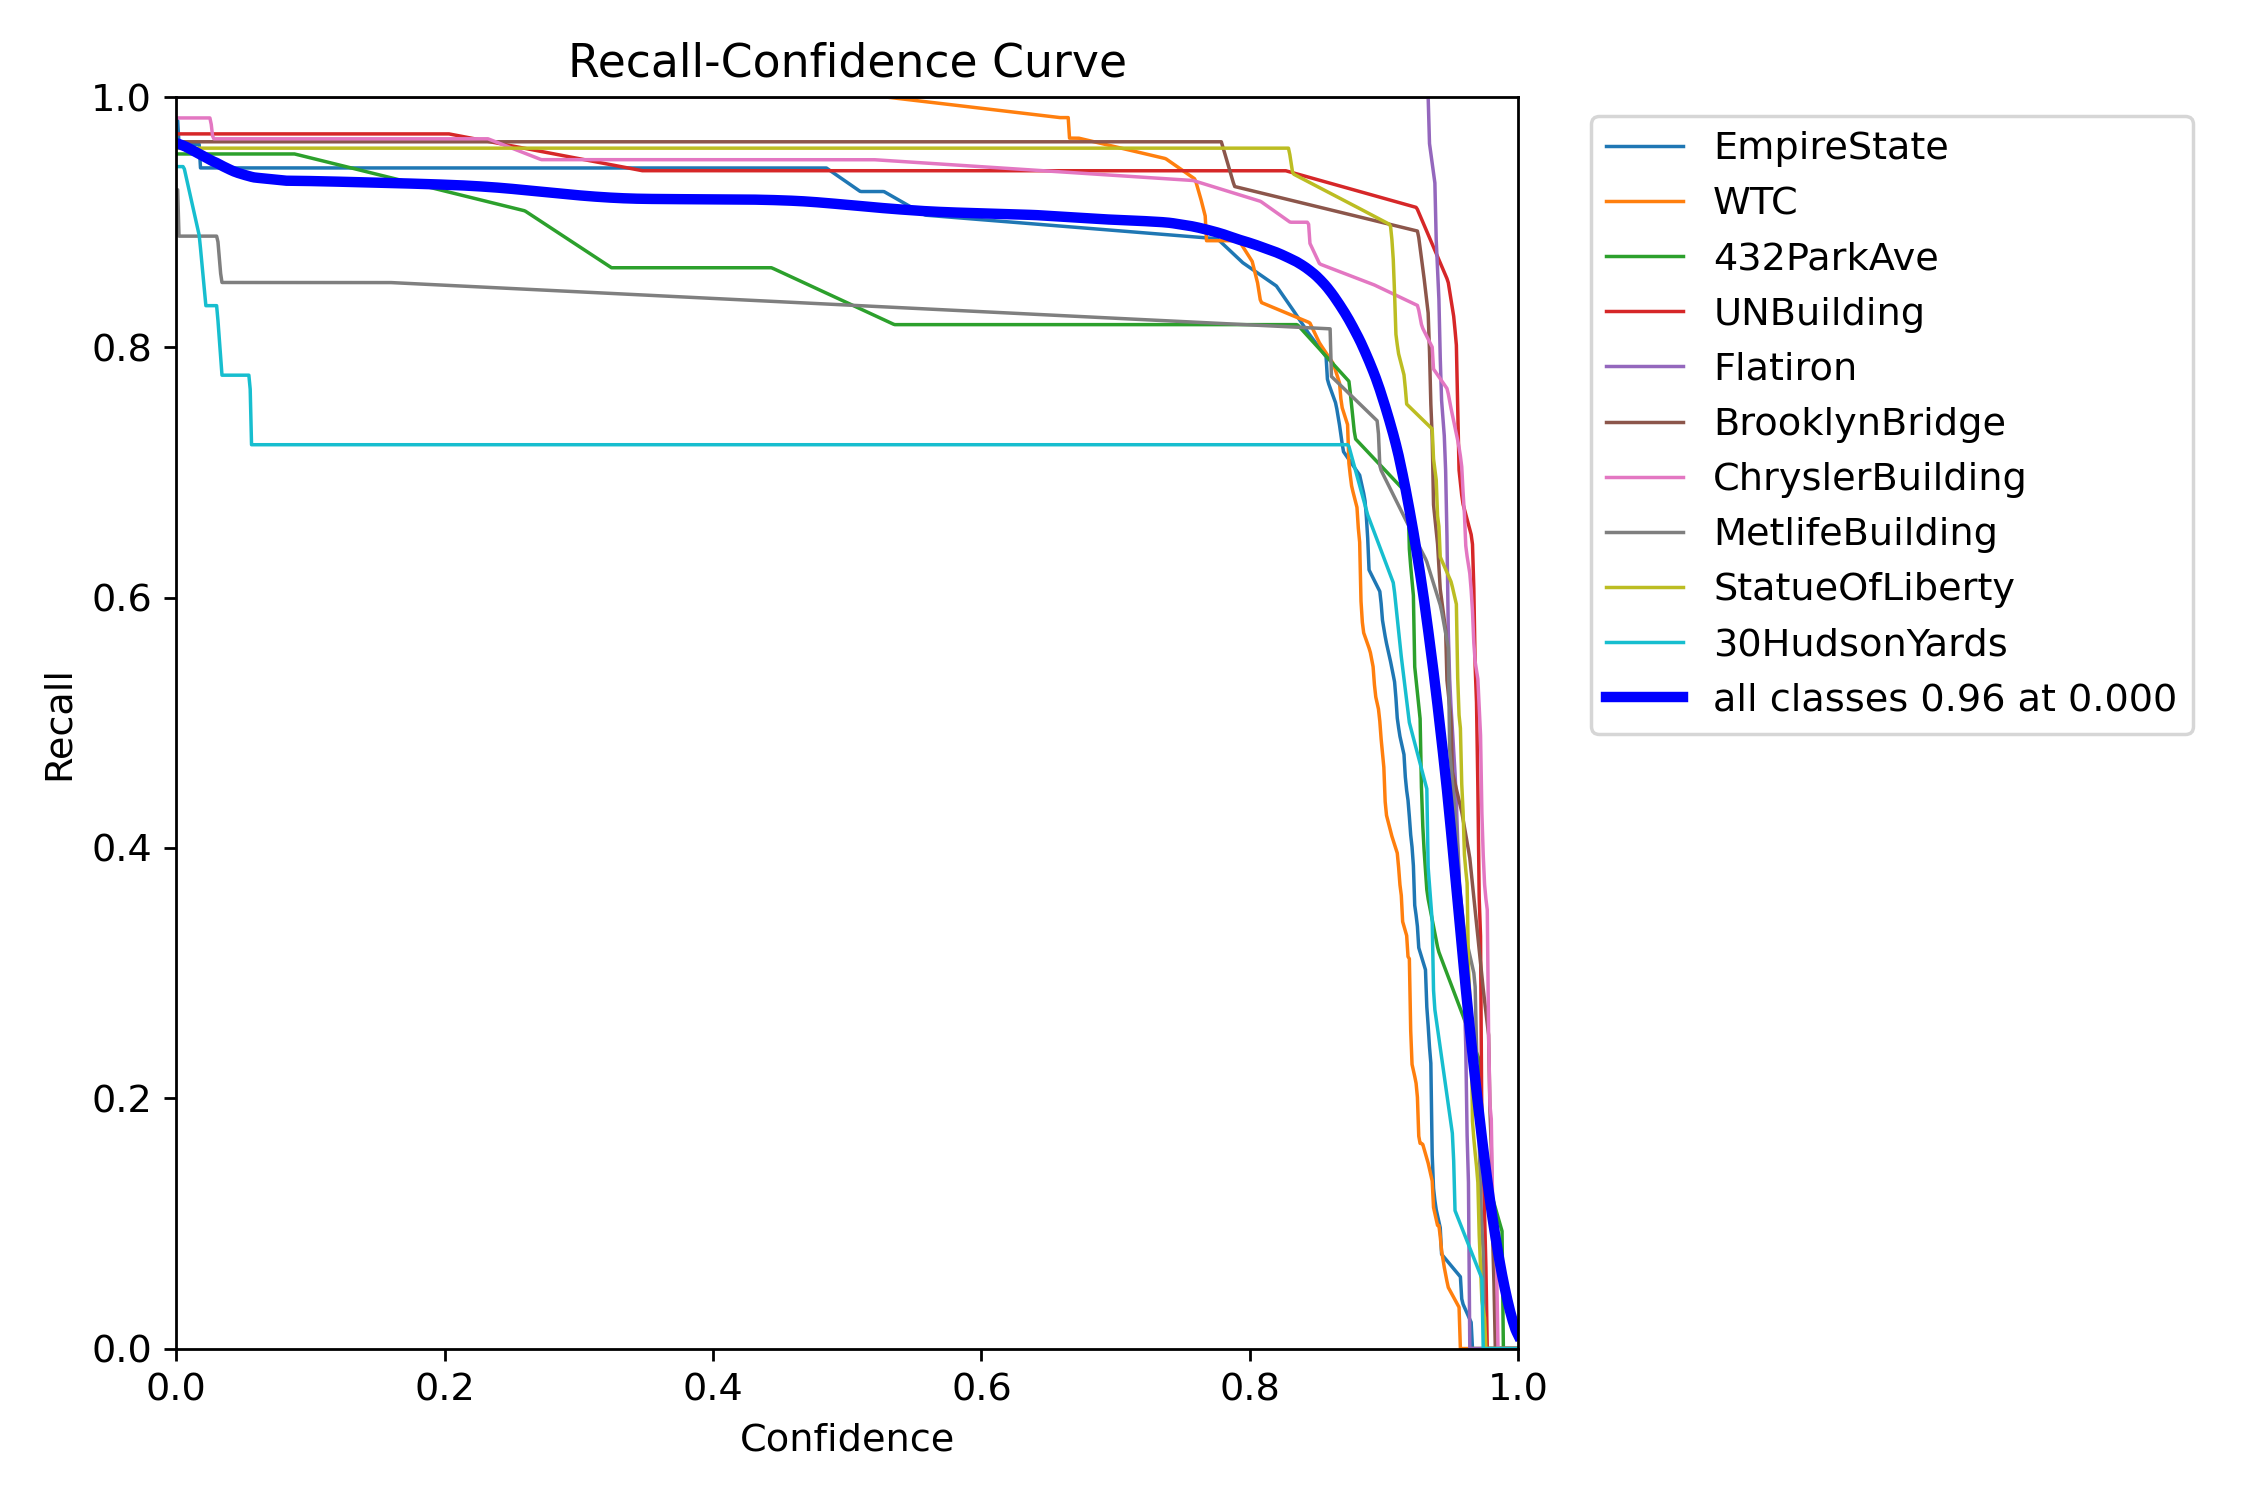 Recall-Confidence Curve
1.0
0.8
0.6
0.4
0.2
0.0
Recall
0.0 0.2 0.4 0.6 0.8 1.0
Confidence
EmpireState
WTC
432ParkAve
UNBuilding
Flatiron
BrooklynBridge
ChryslerBuilding
MetlifeBuilding
StatueOfLiberty
30HudsonYards
all classes 0.96 at 0.000